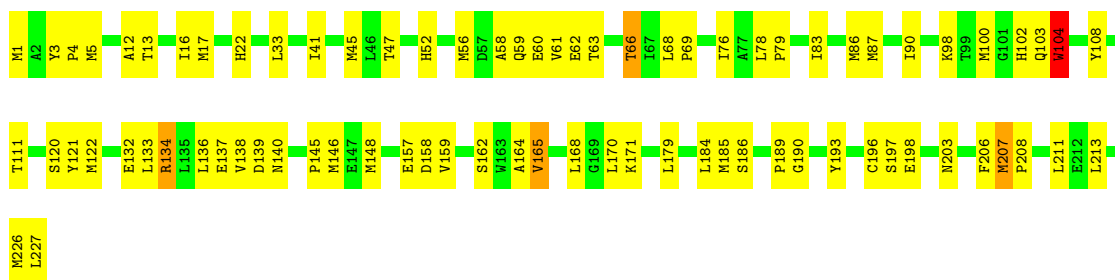 M1 A2 Y3 P4 M5 A12 T13 I16 M17 H22 L33 I41 M45 L46 T47 H52 M56 D57 A58 Q59 E60 V61 E62 T63 T66 I67 L68 P69 I76 A77 L78 P79 I83 M86 M87 I90 K98 T99 M100 G101 H102 Q103 W104 Y108
T111 S120 Y121 M122 E132 L133 R134 L135 L136 E137 V138 D139 N140 P145 M146 E147 M148 E157 D158 V159 S162 W163 A164 V165 L168 G169 L170 K171 L179 L184 M185 S186 P189 G190 Y193 C196 S197 E198 N203 F206 M207 P208 L211 E212 L213
M226 L227